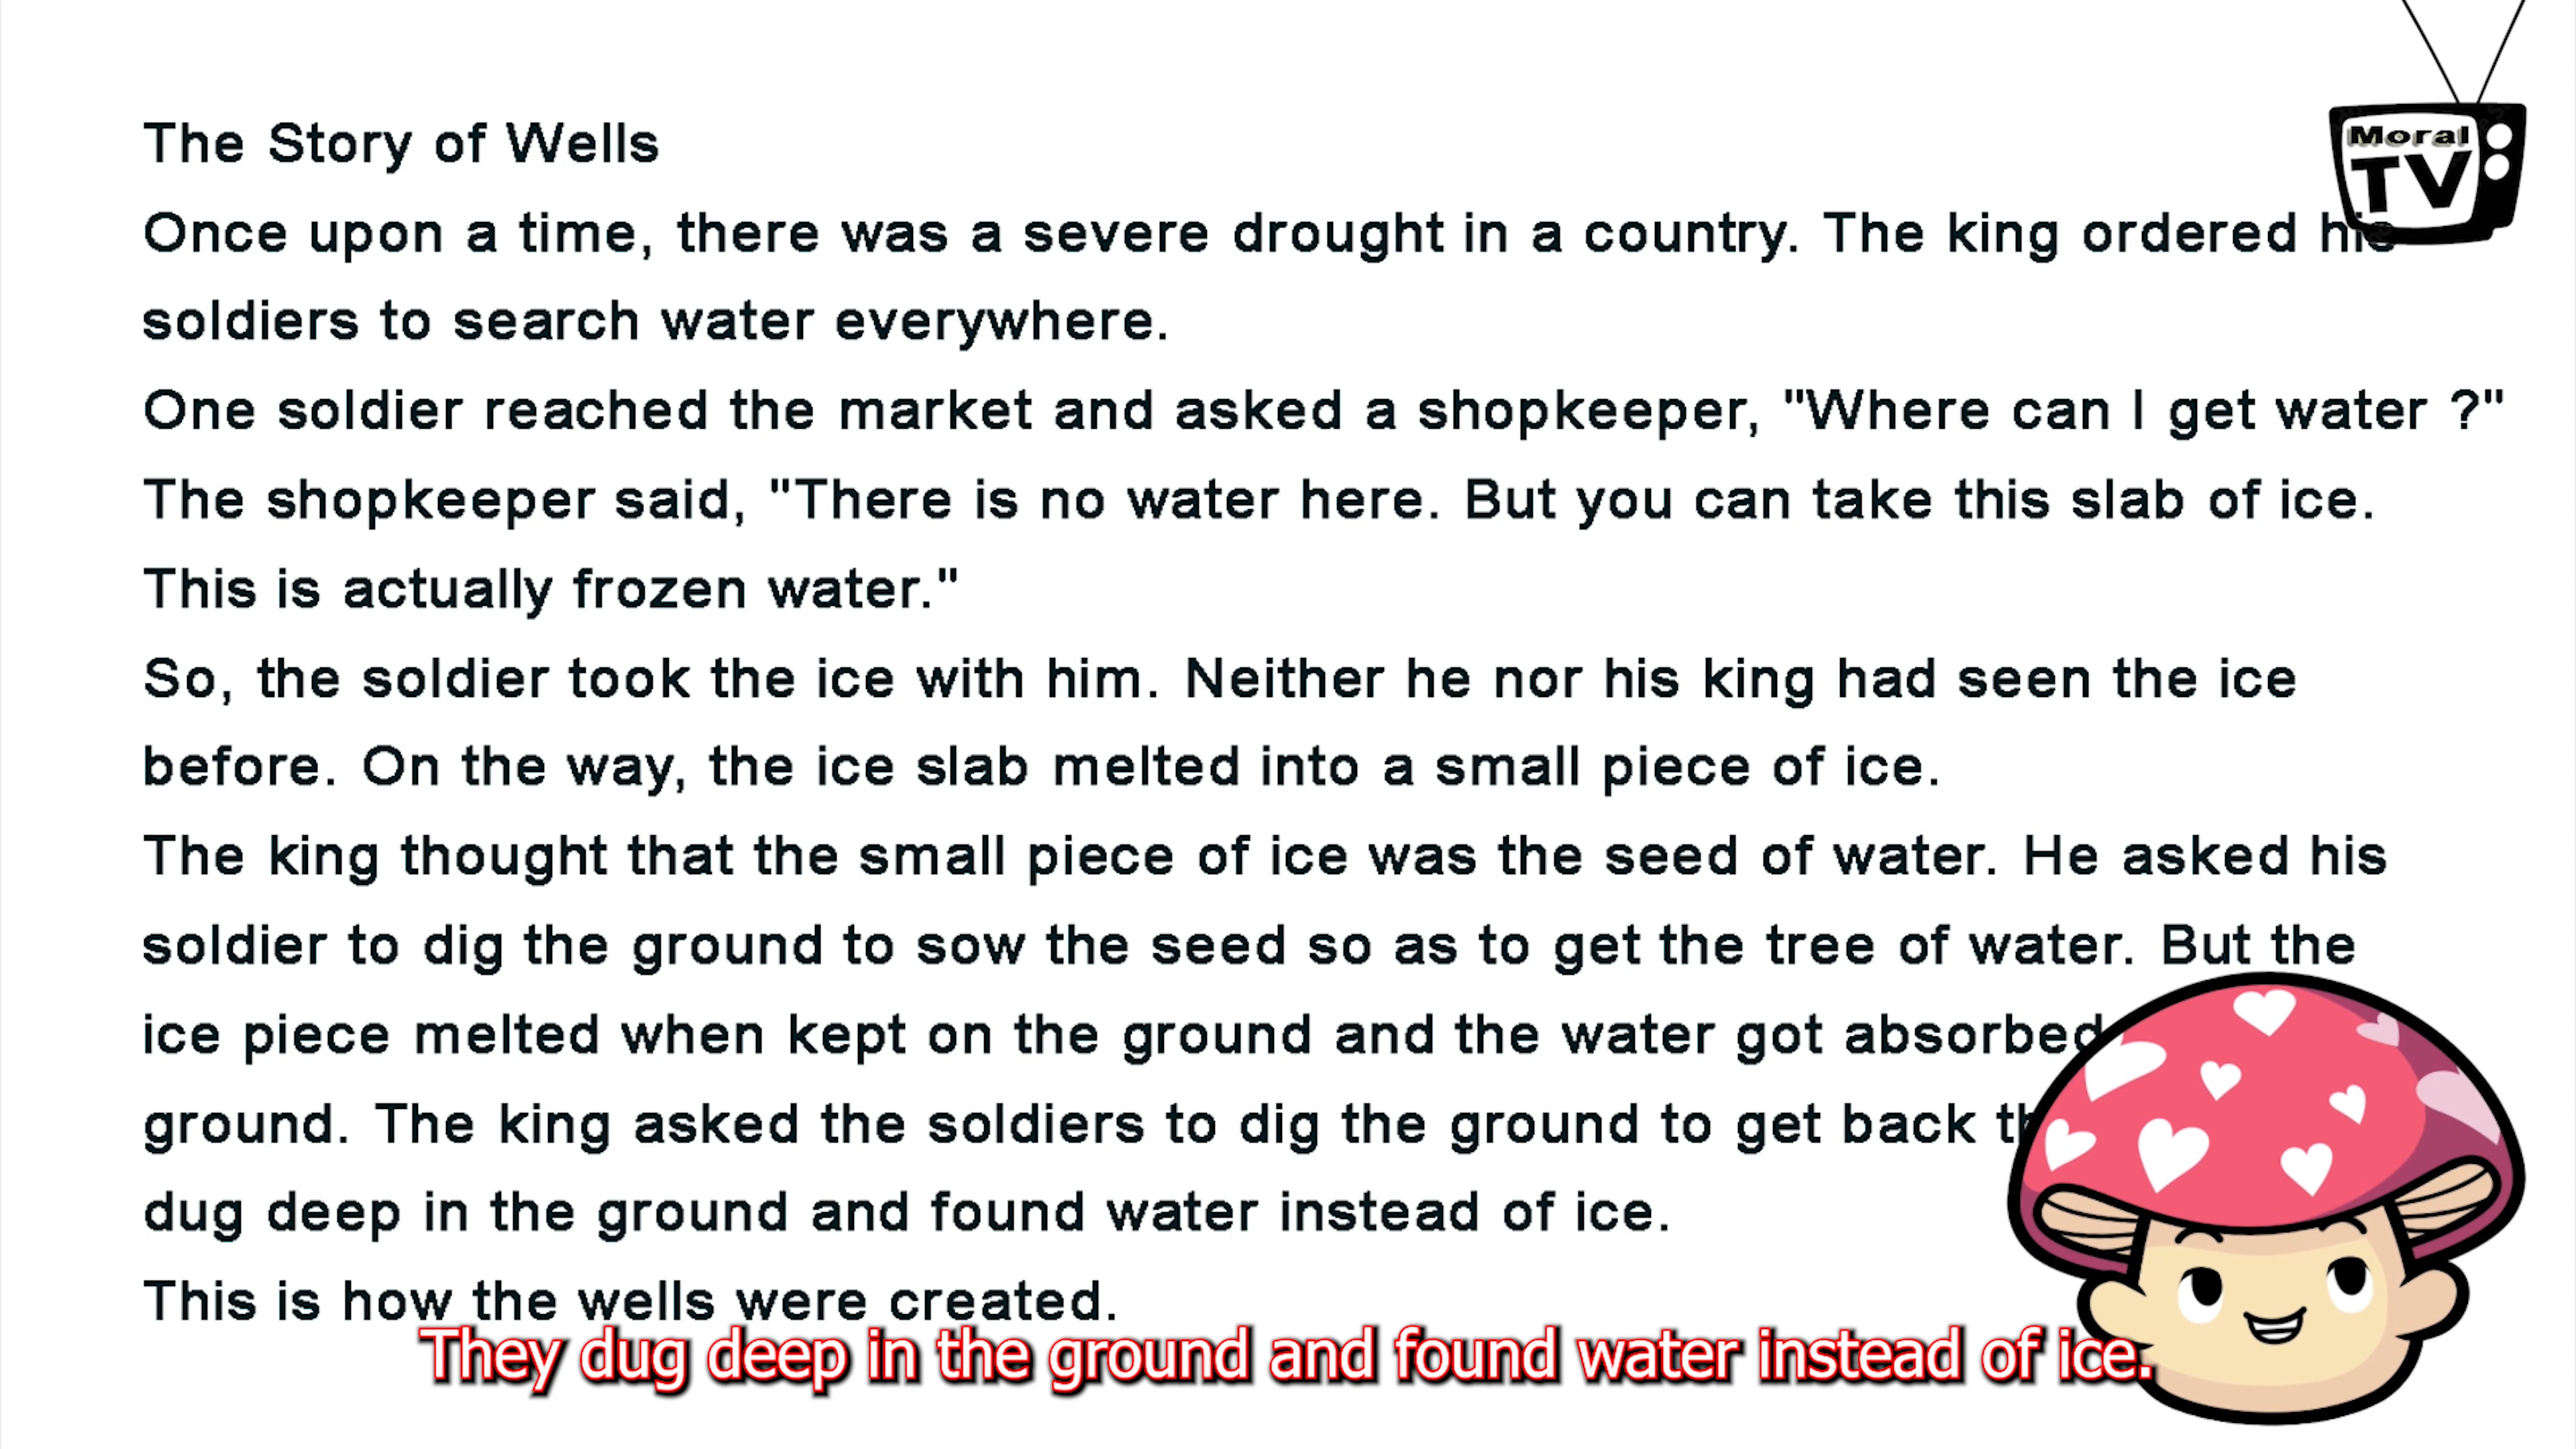 Moral
TV
The Story of Wells
Once upon a time, there was a severe drought in a country. The king ordered his
soldiers to search water everywhere.
One soldier reached the market and asked a shopkeeper, "Where can I get water ?"
The shopkeeper said, "There is no water here. But you can take this slab of ice.
This is actually frozen water."
So, the soldier took the ice with him. Neither he nor his king had seen the ice
before. On the way, the ice slab melted into a small piece of ice.
The king thought that the small piece of ice was the seed of water. He asked his
soldier to dig the ground to sow the seed so as to get the tree of water. But the
ice piece melted when kept on the ground and the water got absorbed
ground. The king asked the soldiers to dig the ground to get back
dug deep in the ground and found water instead of ice.
This is how the wells were created.
They dug deep in the ground and found water instead of ice.